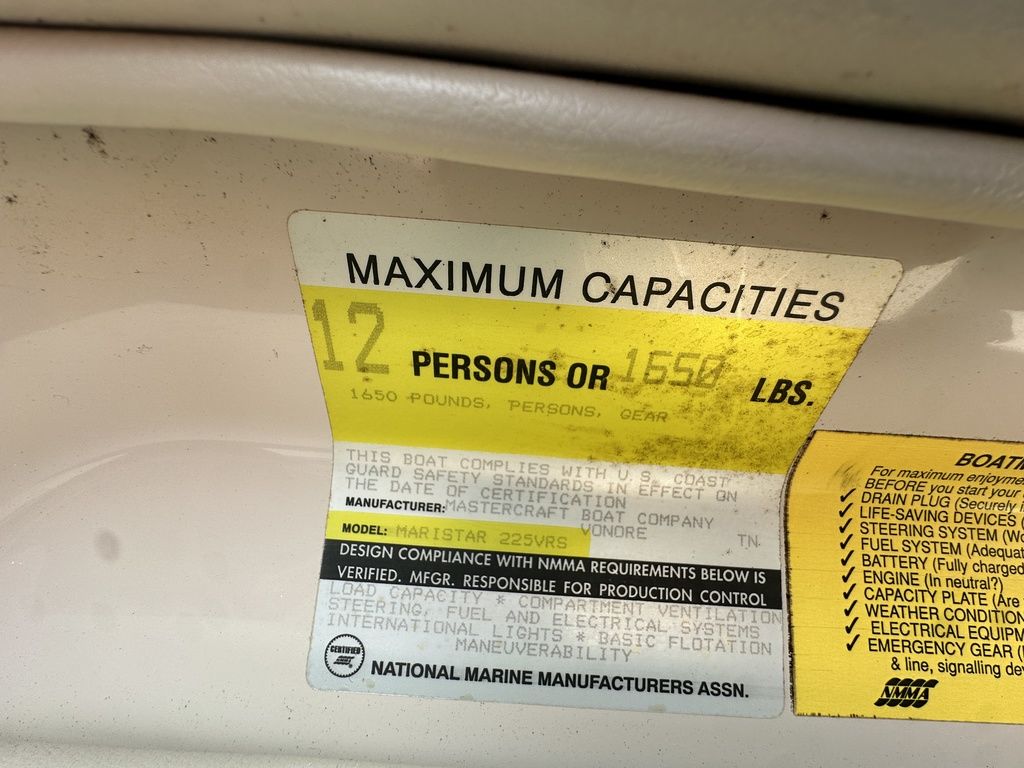 MAXIMUM CAPACITIES
12 PERSONS OR 1650 LBS.
1650 POUNDS, PERSONS, GEAR
THIS BOAT COMPLIES WITH U.S. COAST
GUARD SAFETY STANDARDS IN EFFECT ON
THE DATE OF CERTIFICATION
MANUFACTURER: MASTERCRAFT BOAT COMPANY
VONORE TN
MODEL: MARISTAR 225VRS
DESIGN COMPLIANCE WITH NMMA REQUIREMENTS BELOW IS
VERIFIED. MFGR. RESPONSIBLE FOR PRODUCTION CONTROL
LOAD CAPACITY * COMPARTMENT VENTILATION
STEERING, FUEL AND ELECTRICAL SYSTEMS
INTERNATIONAL LIGHTS * BASIC FLOTATION
MANEUVERABILITY
CERTIFIED
NATIONAL MARINE MANUFACTURERS ASSN.
BOATI
For maximum enjoyme
BEFORE you start your
✓ DRAIN PLUG (Securely i
✓ LIFE-SAVING DEVICES (
✓ STEERING SYSTEM (Wo
✓ FUEL SYSTEM (Adequat
✓ BATTERY (Fully charged
✓ ENGINE (In neutral?)
✓ CAPACITY PLATE (Are
✓ WEATHER CONDITION
✓ ELECTRICAL EQUIPM
✓ EMERGENCY GEAR (
& line, signalling de
NMMA